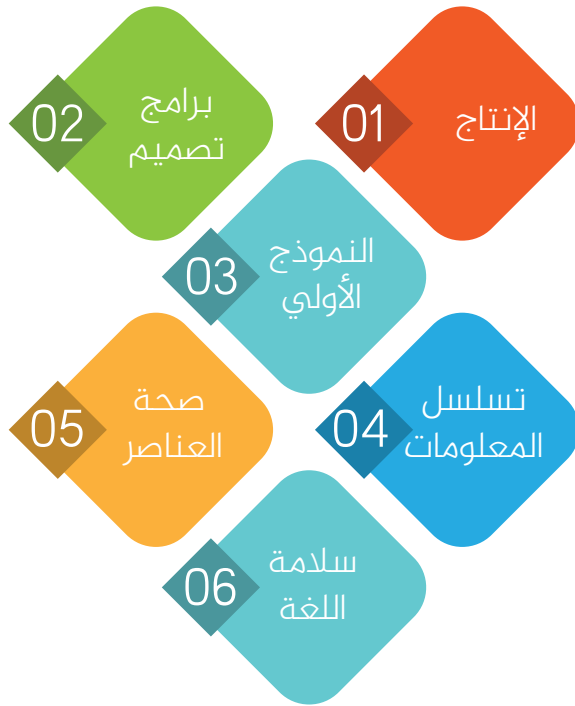 01
الإنتاج
02
برامج
تصميم
03
النموذج
الأولي
04
تسلسل
المعلومات
05
صحة
العناصر
06
سلامة
اللغة